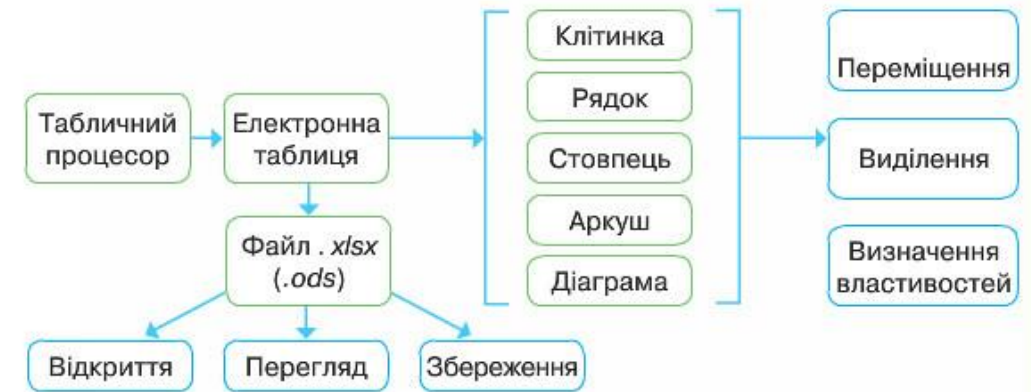 Табличний
процесор
Електронна
таблиця
Файл . xlsx
(.ods)
Відкриття
Перегляд
Збереження
Клітинка
Рядок
Стовпець
Аркуш
Діаграма
Переміщення
Виділення
Визначення
властивостей